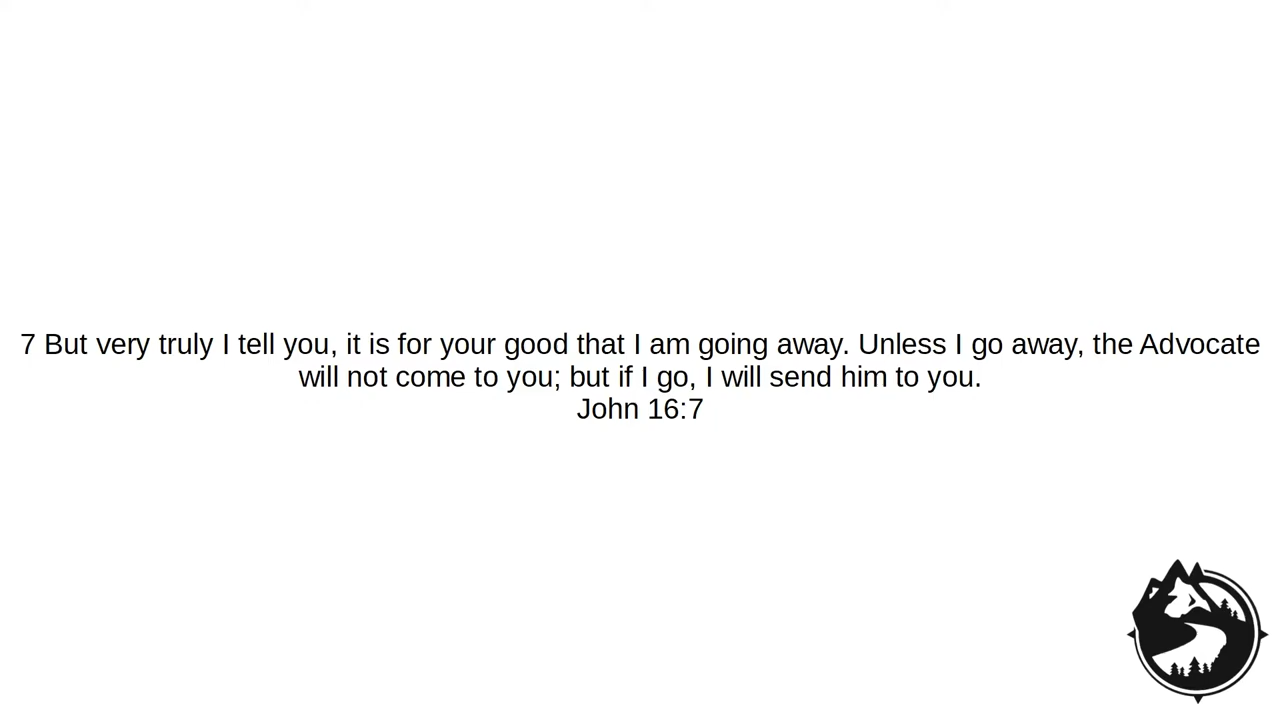 7 But very truly I tell you, it is for your good that I am going away. Unless I go away, the Advocate
will not come to you; but if I go, I will send him to you.
John 16:7